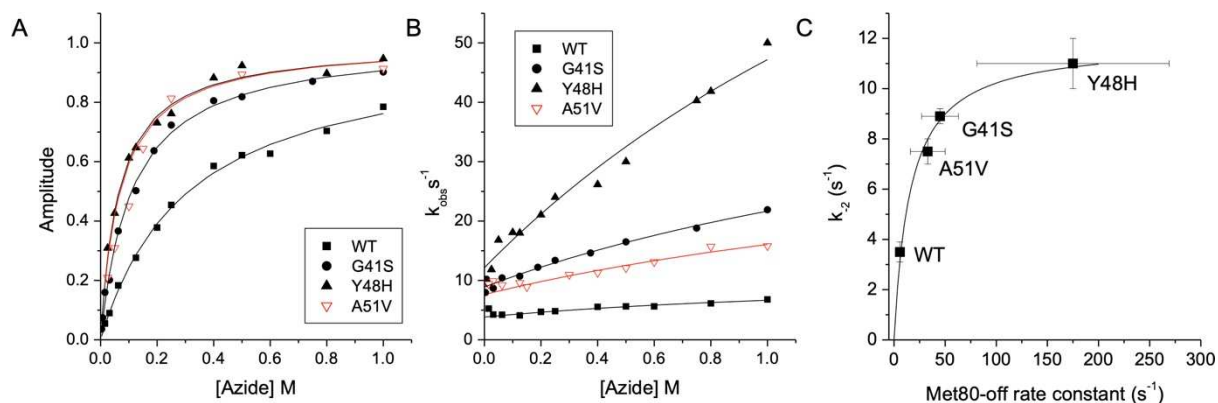 A
Amplitude
1.0
0.8
0.6
0.4
0.2
0.0
0.0 0.2 0.4 0.6 0.8 1.0
[Azide] M
WT
G41S
Y48H
A51V
B
k_obs s⁻¹
50
40
30
20
10
0
0.0 0.2 0.4 0.6 0.8 1.0
[Azide] M
WT
G41S
Y48H
A51V
C
k₋₂ (s⁻¹)
12
10
8
6
4
2
0
0 50 100 150 200 250 300
Met80-off rate constant (s⁻¹)
Y48H
G41S
A51V
WT